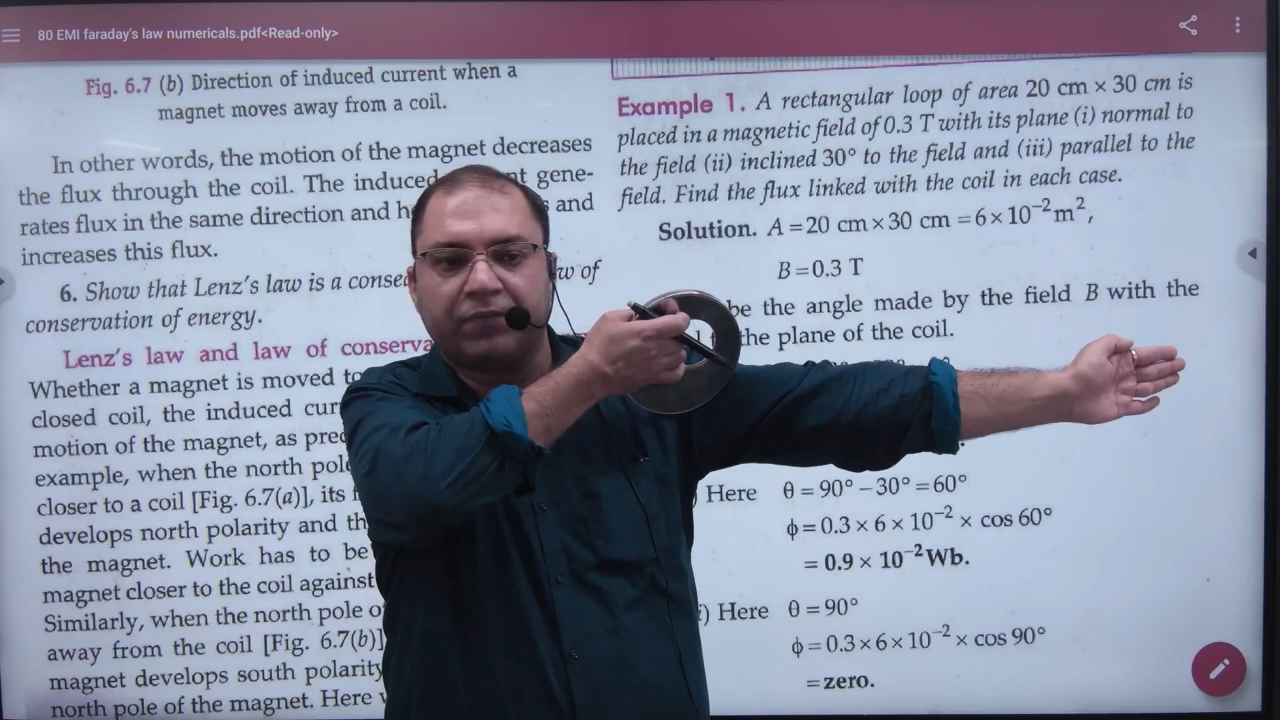 80 EMI faraday's law numericals.pdf<Read-only>
Fig. 6.7 (b) Direction of induced current when a
magnet moves away from a coil.
In other words, the motion of the magnet decreases
the flux through the coil. The induced gene-
rates flux in the same direction and and
increases this flux.
6. Show that Lenz's law is a of
conservation of energy.
Lenz's law and law of
Whether a magnet is moved
closed coil, the induced
motion of the magnet, as
example, when the north pole
closer to a coil [Fig. 6.7(a)], its
develops north polarity and
the magnet. Work has to be
magnet closer to the coil against
Similarly, when the north pole
away from the coil [Fig. 6.7(b)]
magnet develops south polarity
north pole of the magnet. Here
Example 1. A rectangular loop of area 20 cm × 30 cm is
placed in a magnetic field of 0.3 T with its plane (i) normal to
the field (ii) inclined 30° to the field and (iii) parallel to the
field. Find the flux linked with the coil in each case.
Solution. A = 20 cm × 30 cm = 6 × 10⁻² m²,
B = 0.3 T
be the angle made by the field B with the
the plane of the coil.
Here θ = 90° − 30° = 60°
ϕ = 0.3 × 6 × 10⁻² × cos 60°
= 0.9 × 10⁻² Wb.
Here θ = 90°
ϕ = 0.3 × 6 × 10⁻² × cos 90°
= zero.